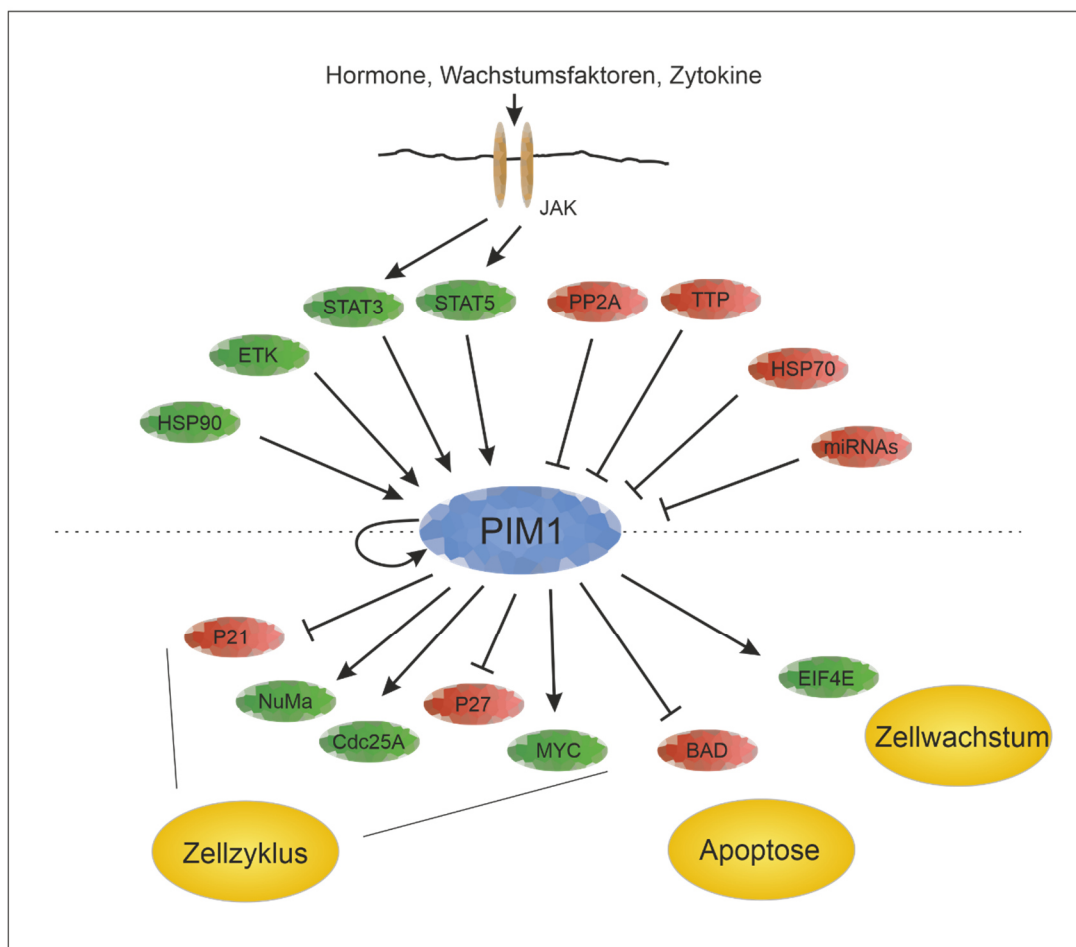 Hormone, Wachstumsfaktoren, Zytokine
JAK
STAT3
STAT5
PP2A
TTP
ETK
HSP70
HSP90
miRNAs
PIM1
P21
NuMa
Cdc25A
P27
MYC
BAD
EIF4E
Zellwachstum
Zellzyklus
Apoptose